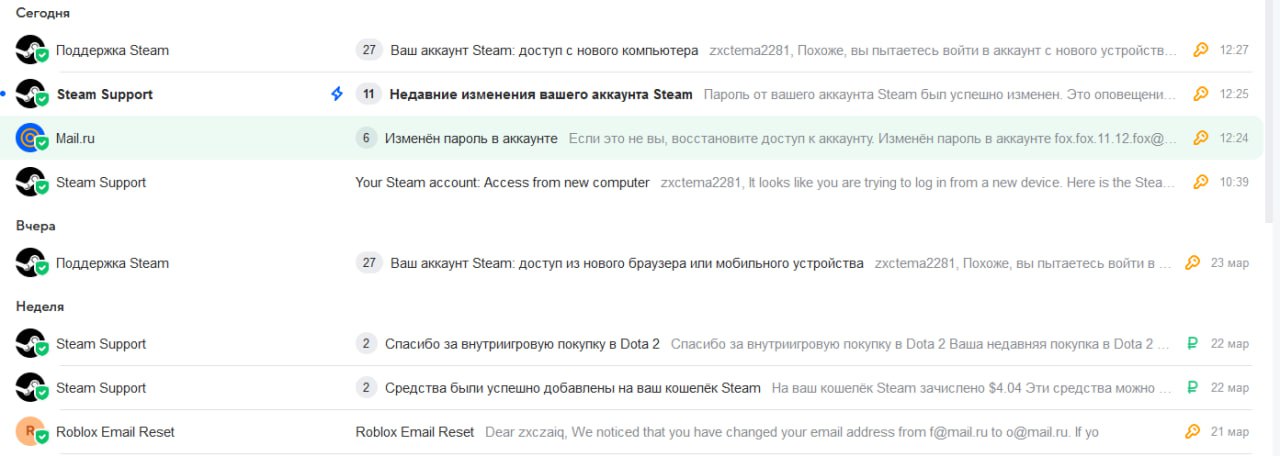 Сегодня
Поддержка Steam 27 Ваш аккаунт Steam: доступ с нового компьютера zxctema2281, Похоже, вы пытаетесь войти в аккаунт с нового устройств... 12:27
Steam Support 11 Недавние изменения вашего аккаунта Steam Пароль от вашего аккаунта Steam был успешно изменен. Это оповещени... 12:25
Mail.ru 6 Изменён пароль в аккаунте Если это не вы, восстановите доступ к аккаунту. Изменён пароль в аккаунте fox.fox.11.12.fox@... 12:24
Steam Support Your Steam account: Access from new computer zxctema2281, It looks like you are trying to log in from a new device. Here is the Stea... 10:39
Вчера
Поддержка Steam 27 Ваш аккаунт Steam: доступ из нового браузера или мобильного устройства zxctema2281, Похоже, вы пытаетесь войти в ... 23 мар
Неделя
Steam Support 2 Спасибо за внутриигровую покупку в Dota 2 Спасибо за внутриигровую покупку в Dota 2 Ваша недавняя покупка в Dota 2 ... ₽ 22 мар
Steam Support 2 Средства были успешно добавлены на ваш кошелёк Steam На ваш кошелёк Steam зачислено $4.04 Эти средства можно ... ₽ 22 мар
R Roblox Email Reset Roblox Email Reset Dear zxczaiq, We noticed that you have changed your email address from f@mail.ru to o@mail.ru. If yo 21 мар